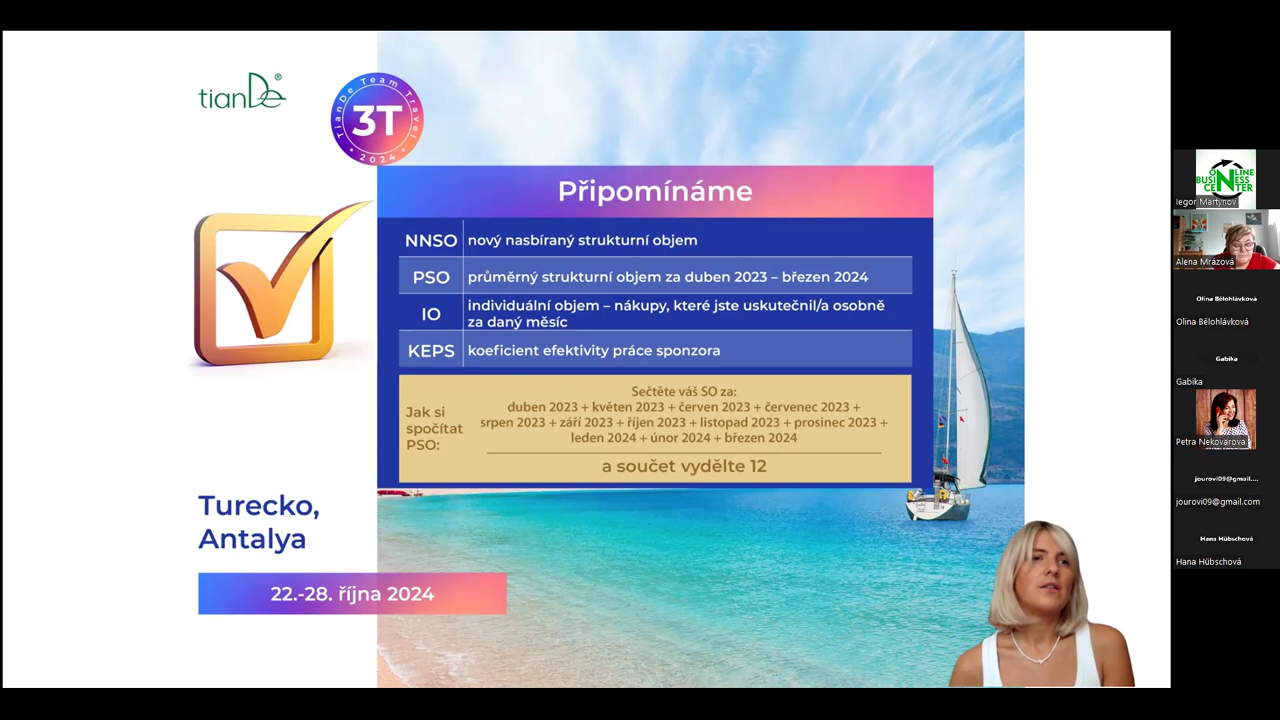 tianDe®
TianDe Team Travel
3T
• 2024 •
Připomínáme
NNSO nový nasbíraný strukturní objem
PSO průměrný strukturní objem za duben 2023 – březen 2024
IO individuální objem – nákupy, které jste uskutečnil/a osobně
za daný měsíc
KEPS koeficient efektivity práce sponzora
Jak si
spočítat
PSO:
Sečtěte váš SO za:
duben 2023 + květen 2023 + červen 2023 + červenec 2023 +
srpen 2023 + září 2023 + říjen 2023 + listopad 2023 + prosinec 2023 +
leden 2024 + únor 2024 + březen 2024
a součet vydělte 12
Turecko,
Antalya
22.-28. října 2024
ONLINE
BUSINESS
CENTER
Iegor Martynov
Alena Mrázová
Olina Bělohlávková
Olina Bělohlávková
Gabika
Gabika
Petra Nekovářová
jourovi09@gmail....
jourovi09@gmail.com
Hana Hübschová
Hana Hübschová